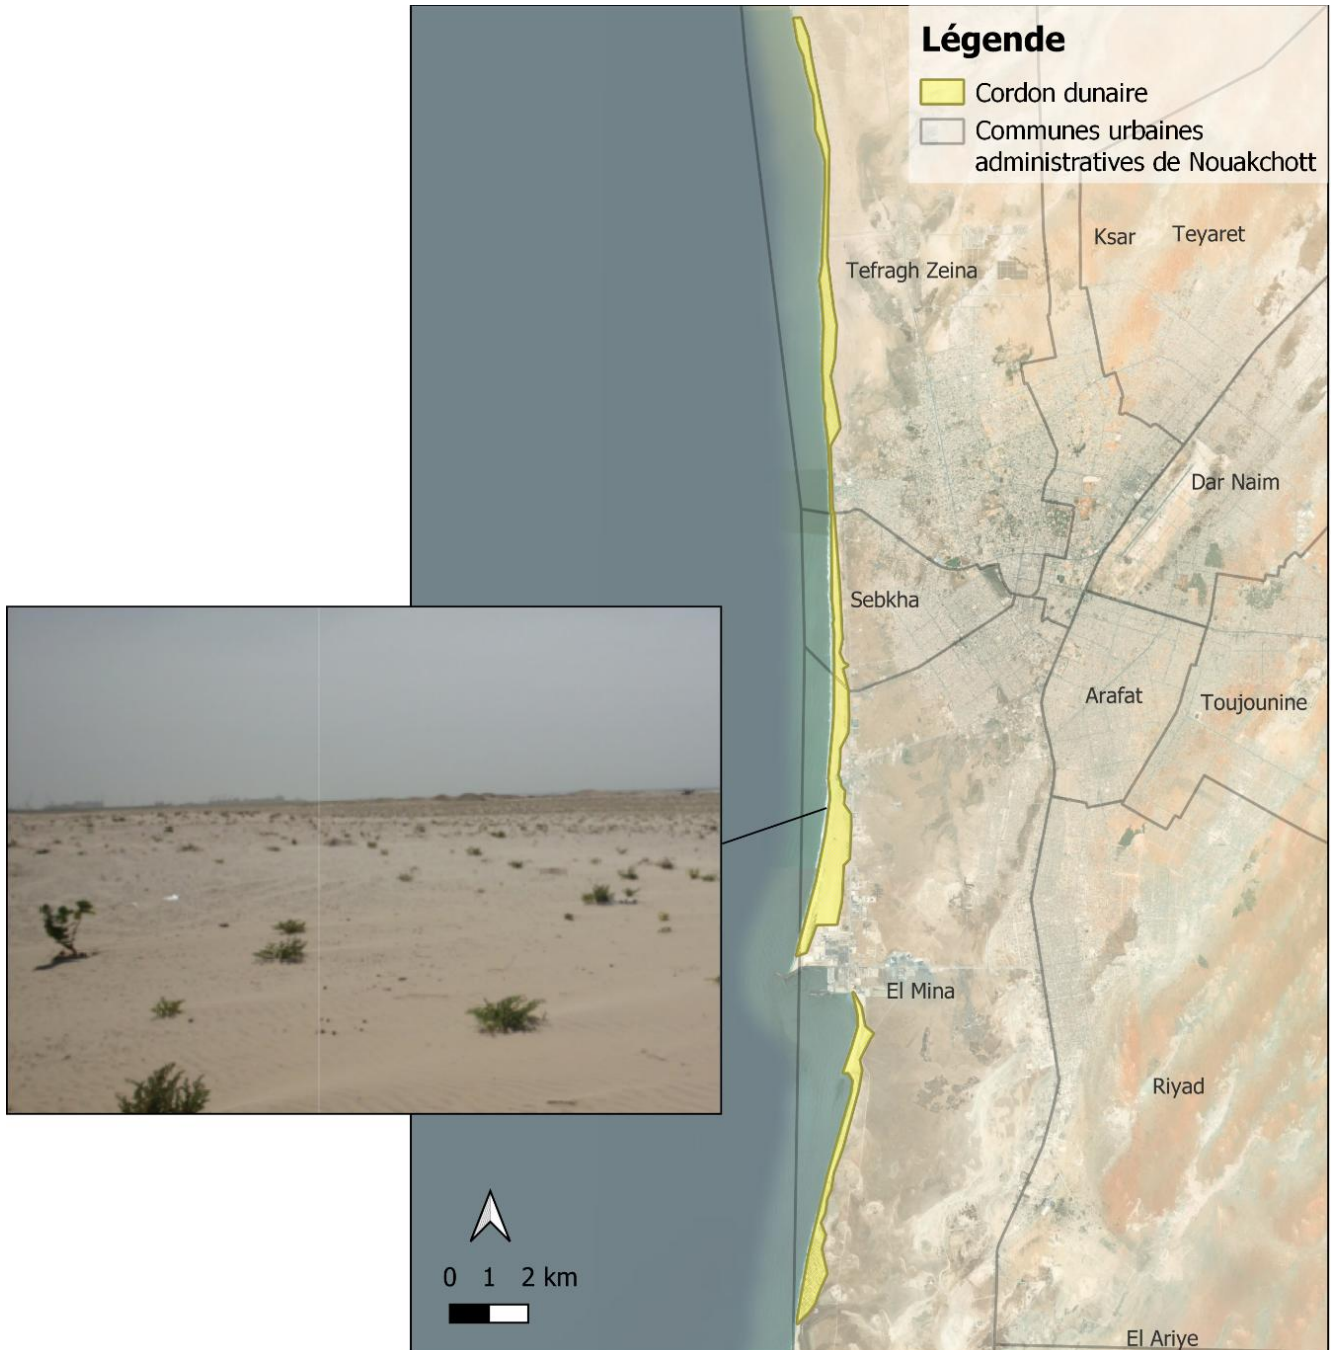 Légende
Cordon dunaire
Communes urbaines
administratives de Nouakchott
Ksar
Teyaret
Tefragh Zeina
Dar Naim
Sebkha
Arafat
Toujounine
El Mina
Riyad
0 1 2 km
El Ariye